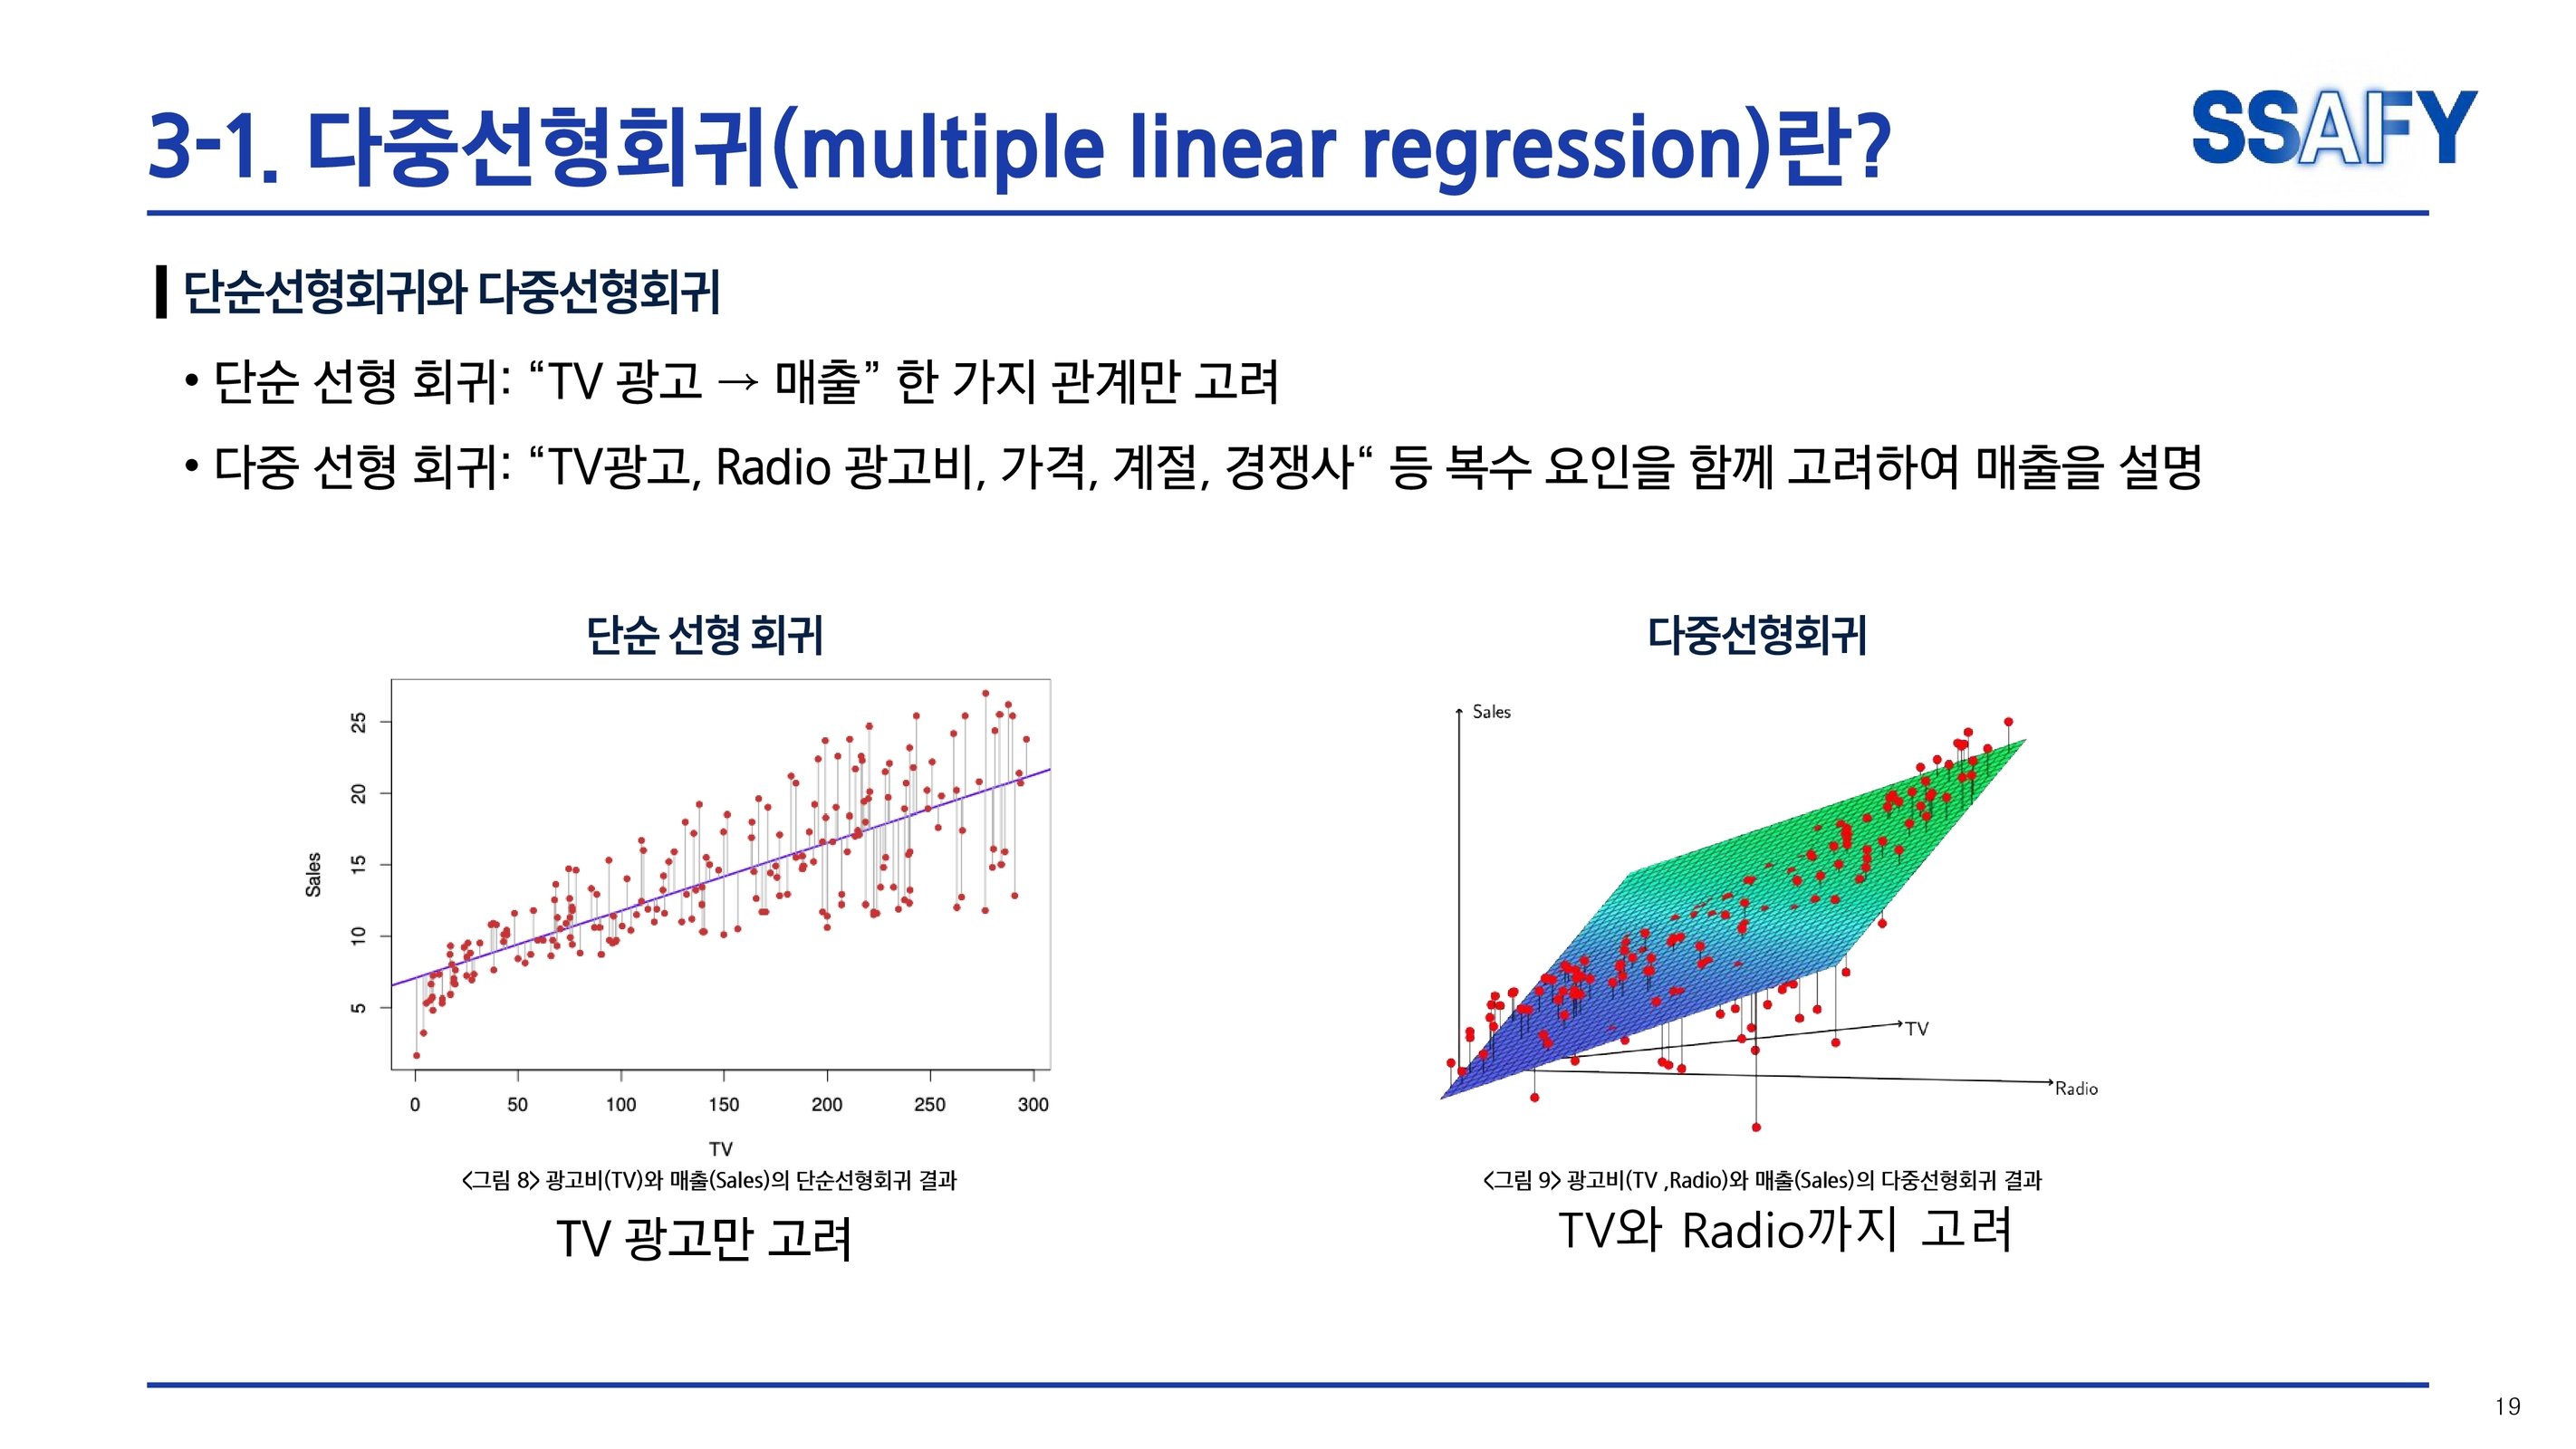 3-1. 다중선형회귀(multiple linear regression)란?
SSAFY
단순선형회귀와 다중선형회귀
• 단순 선형 회귀: “TV 광고 → 매출” 한 가지 관계만 고려
• 다중 선형 회귀: “TV광고, Radio 광고비, 가격, 계절, 경쟁사“ 등 복수 요인을 함께 고려하여 매출을 설명
단순 선형 회귀
25
20
15
10
5
Sales
0 50 100 150 200 250 300
TV
<그림 8> 광고비(TV)와 매출(Sales)의 단순선형회귀 결과
TV 광고만 고려
다중선형회귀
Sales
TV
Radio
<그림 9> 광고비(TV ,Radio)와 매출(Sales)의 다중선형회귀 결과
TV와 Radio까지 고려
19